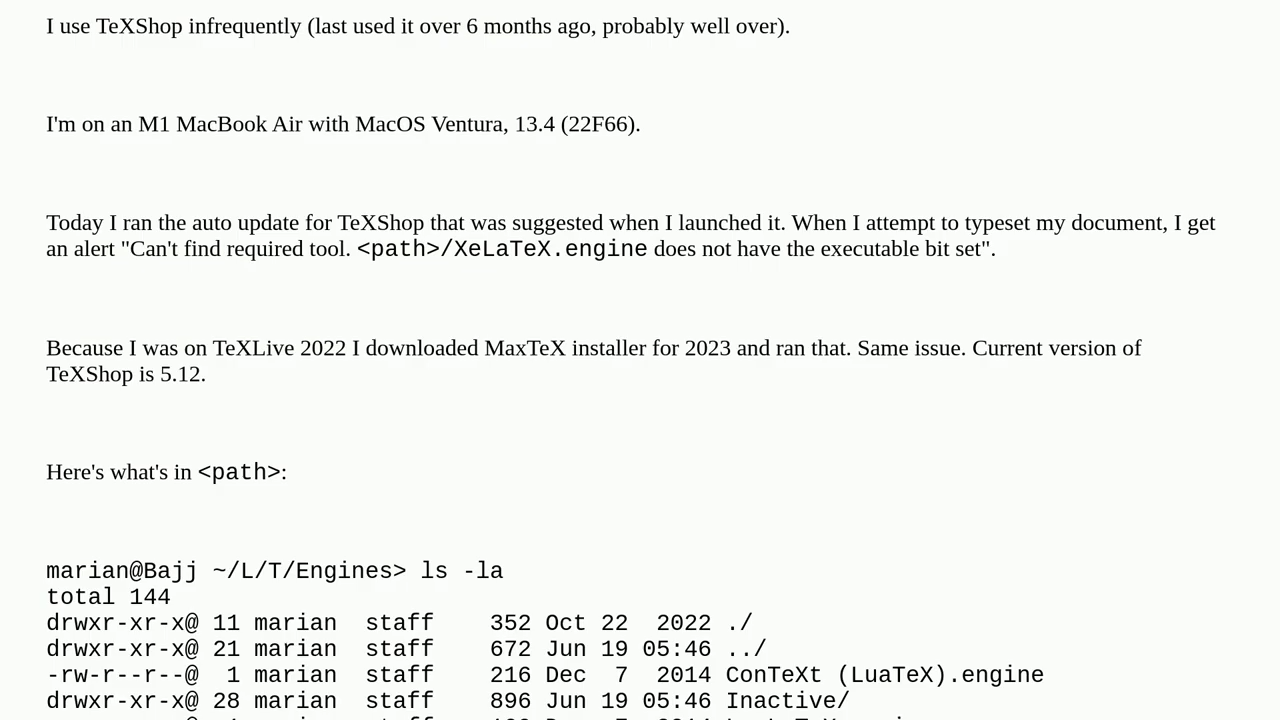 I use TeXShop infrequently (last used it over 6 months ago, probably well over).
I'm on an M1 MacBook Air with MacOS Ventura, 13.4 (22F66).
Today I ran the auto update for TeXShop that was suggested when I launched it. When I attempt to typeset my document, I get
an alert "Can't find required tool. <path>/XeLaTeX.engine does not have the executable bit set".
Because I was on TeXLive 2022 I downloaded MaxTeX installer for 2023 and ran that. Same issue. Current version of
TeXShop is 5.12.
Here's what's in <path>:
marian@Bajj ~/L/T/Engines> ls -la
total 144
drwxr-xr-x@ 11 marian  staff    352 Oct 22  2022 ./
drwxr-xr-x@ 21 marian  staff    672 Jun 19 05:46 ../
-rw-r--r--@  1 marian  staff    216 Dec  7  2014 ConTeXt (LuaTeX).engine
drwxr-xr-x@ 28 marian  staff    896 Jun 19 05:46 Inactive/